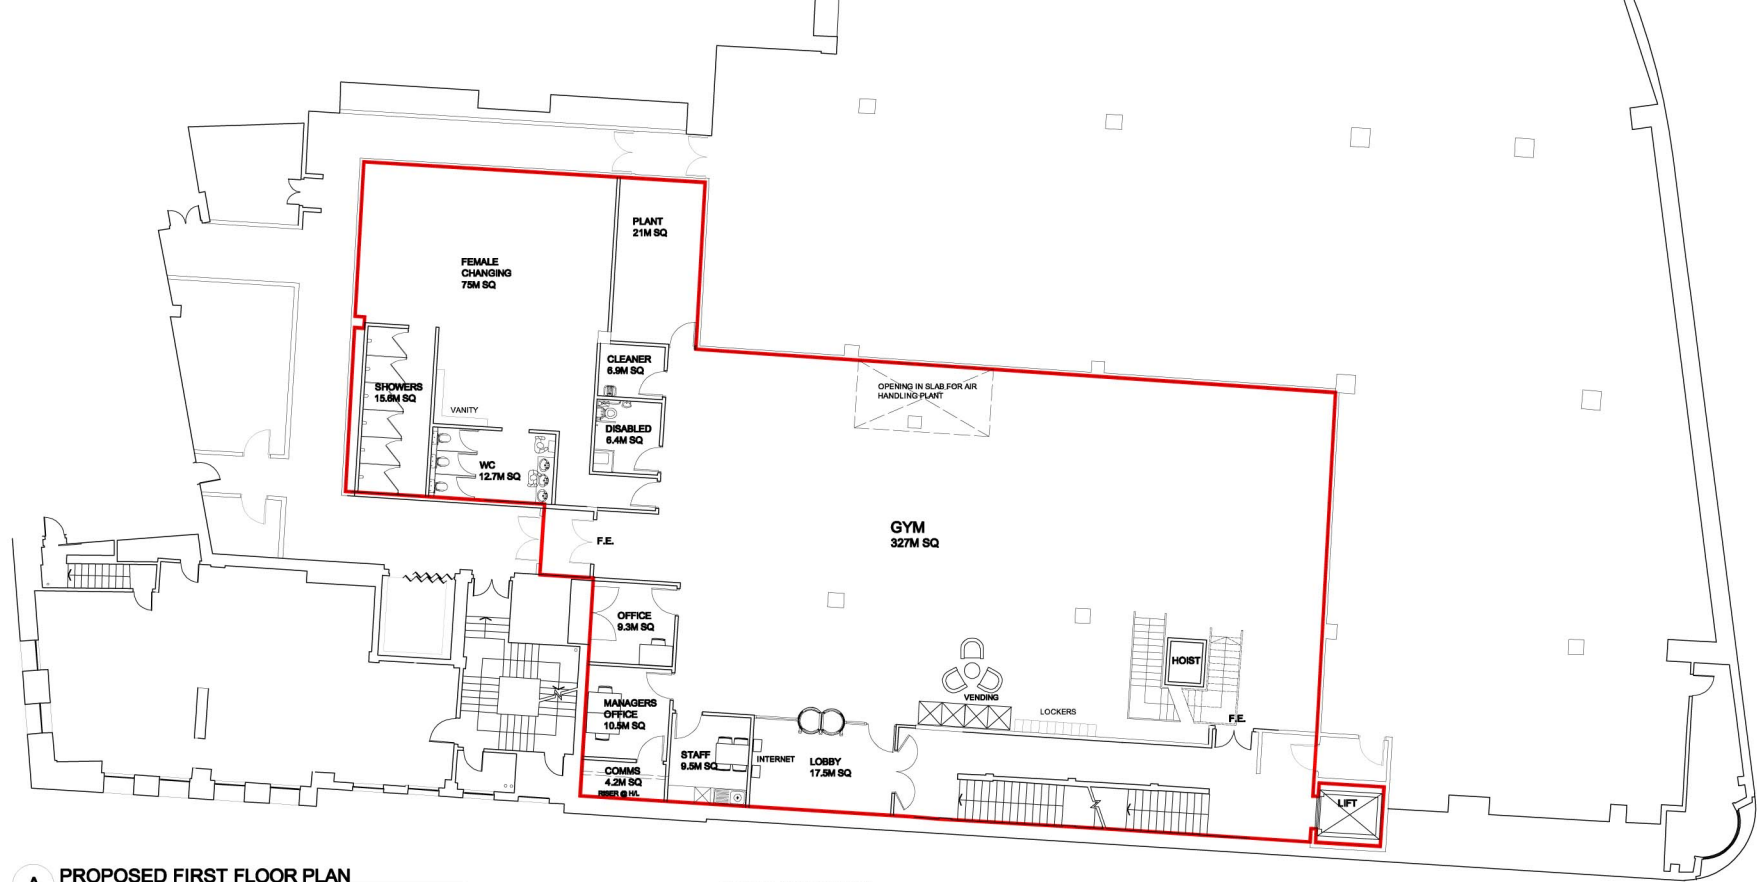 PLANT
21M SQ
FEMALE
CHANGING
75M SQ
CLEANER
6.9M SQ
SHOWERS
15.6M SQ
OPENING IN SLAB FOR AIR
HANDLING PLANT
VANITY
DISABLED
6.4M SQ
WC
12.7M SQ
GYM
327M SQ
F.E.
OFFICE
9.3M SQ
HOIST
VENDING
MANAGERS
OFFICE
10.5M SQ
LOCKERS
F.E.
STAFF
9.5M SQ
INTERNET
LOBBY
17.5M SQ
COMMS
4.2M SQ
RISER @ H/L
LIFT
A
PROPOSED FIRST FLOOR PLAN